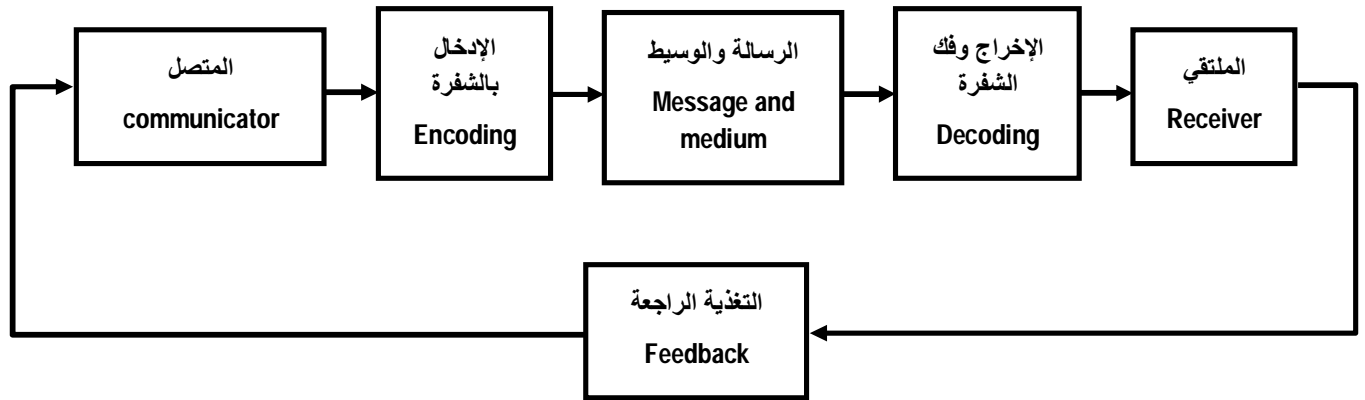 المتصل
communicator
الإدخال
بالشفرة
Encoding
الرسالة والوسيط
Message and
medium
الإخراج وفك
الشفرة
Decoding
الملتقي
Receiver
التغذية الراجعة
Feedback